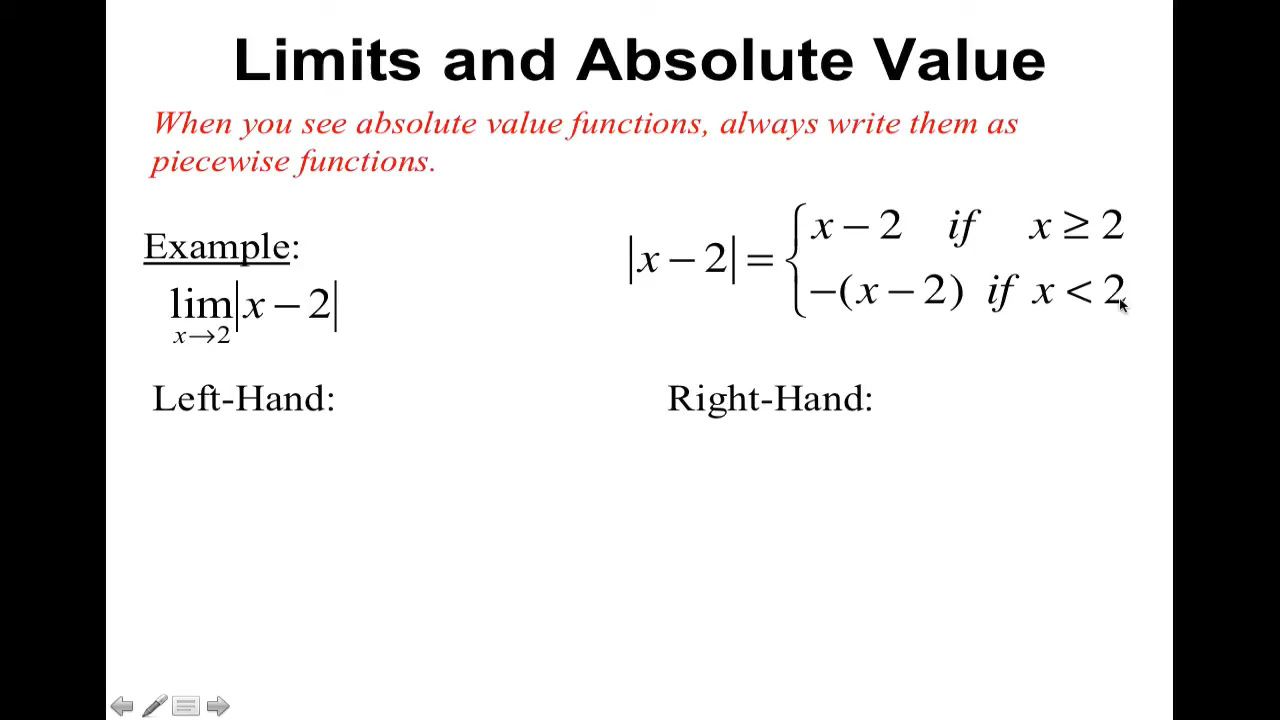 Limits and Absolute Value
When you see absolute value functions, always write them as
piecewise functions.
Example:
lim|x − 2|
x→2
|x − 2| = { x − 2 if x ≥ 2
−(x − 2) if x < 2
Left-Hand:
Right-Hand: